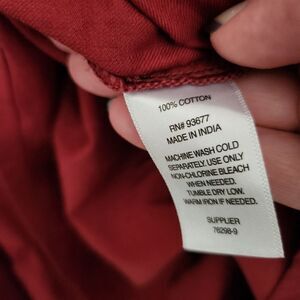 100% COTTON
RN# 93677
MADE IN INDIA
MACHINE WASH COLD
SEPARATELY. USE ONLY
NON-CHLORINE BLEACH
WHEN NEEDED.
TUMBLE DRY LOW.
WARM IRON IF NEEDED.
SUPPLIER
76298-9